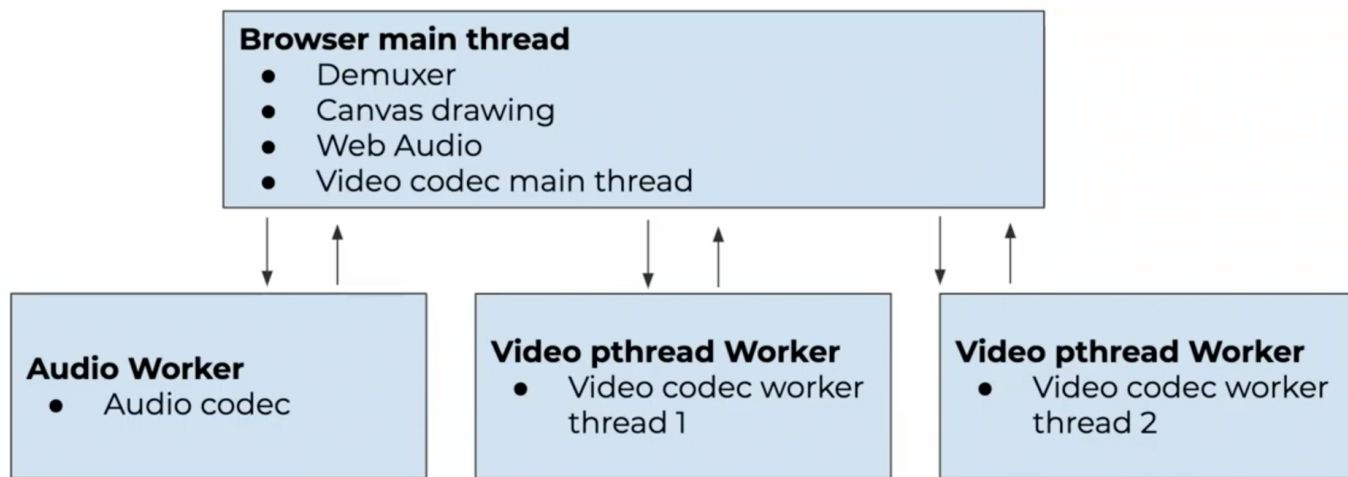 Browser main thread
● Demuxer
● Canvas drawing
● Web Audio
● Video codec main thread
Audio Worker
● Audio codec
Video pthread Worker
● Video codec worker
thread 1
Video pthread Worker
● Video codec worker
thread 2